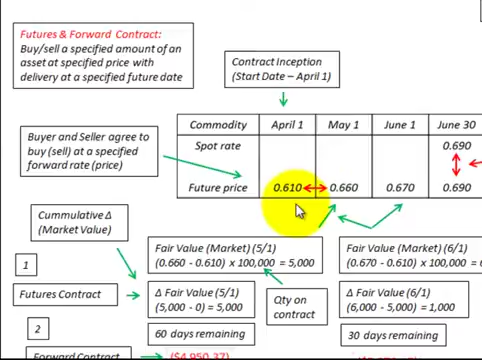 Futures & Forward Contract:
Buy/sell a specified amount of an
asset at specified price with
delivery at a specified future date
Contract Inception
(Start Date – April 1)
Buyer and Seller agree to
buy (sell) at a specified
forward rate (price)
Commodity April 1 May 1 June 1 June 30
Spot rate 0.690
Future price 0.610 0.660 0.670 0.690
Cummulative Δ
(Market Value)
Fair Value (Market) (5/1)
(0.660 - 0.610) x 100,000 = 5,000
Fair Value (Market) (6/1)
(0.670 - 0.610) x 100,000 =
1
Futures Contract
Δ Fair Value (5/1)
(5,000 - 0) = 5,000
Qty on
contract
Δ Fair Value (6/1)
(6,000 - 5,000) = 1,000
2
60 days remaining
30 days remaining
Forward Contract
($4,950.37)